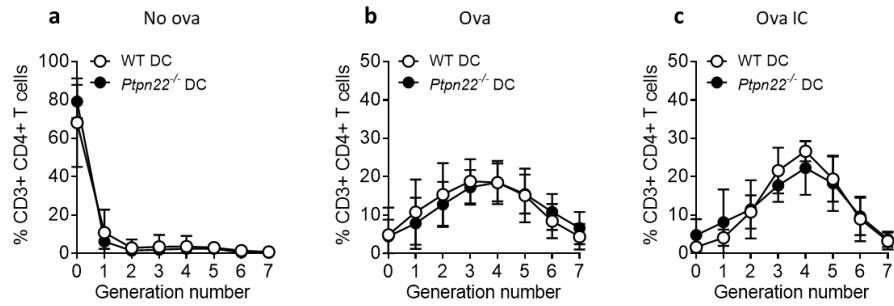 a No ova
% CD3+ CD4+ T cells
100
80
60
40
20
0
WT DC
Ptpn22-/- DC
0 1 2 3 4 5 6 7
Generation number
b Ova
% CD3+ CD4+ T cells
50
40
30
20
10
0
WT DC
Ptpn22-/- DC
0 1 2 3 4 5 6 7
Generation number
c Ova IC
% CD3+ CD4+ T cells
50
40
30
20
10
0
WT DC
Ptpn22-/- DC
0 1 2 3 4 5 6 7
Generation number